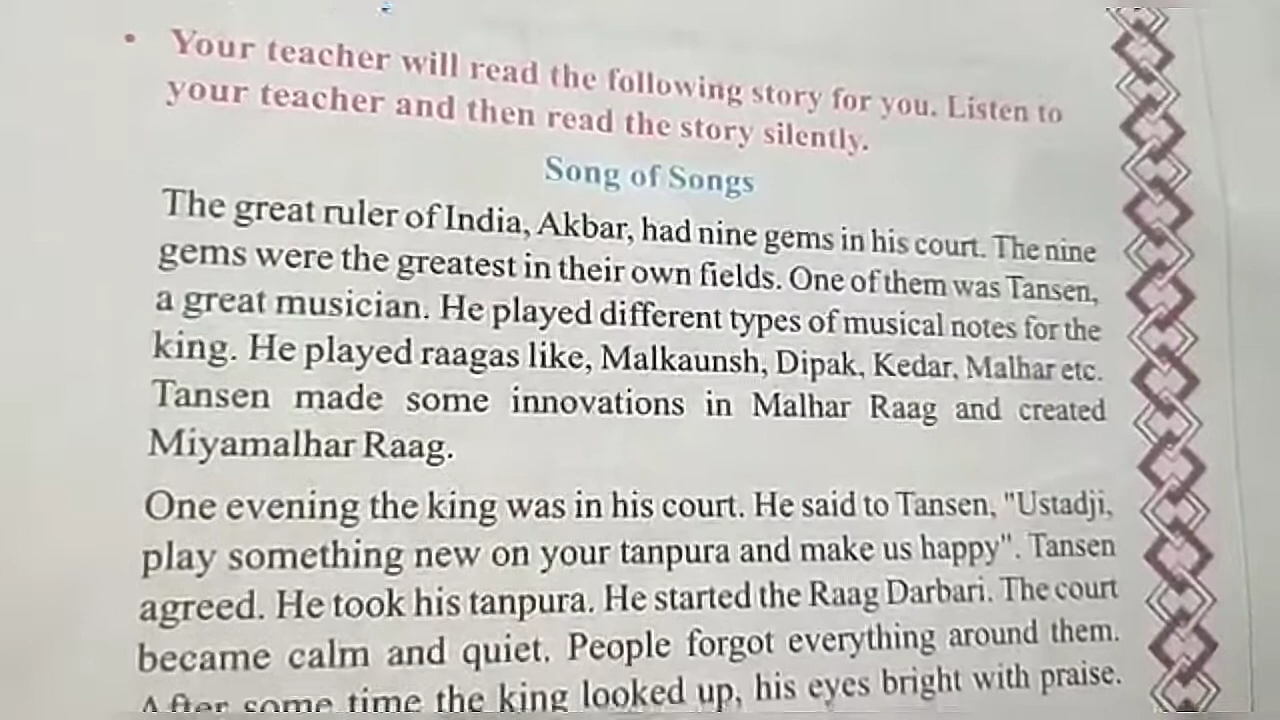 • Your teacher will read the following story for you. Listen to
your teacher and then read the story silently.
Song of Songs
The great ruler of India, Akbar, had nine gems in his court. The nine
gems were the greatest in their own fields. One of them was Tansen,
a great musician. He played different types of musical notes for the
king. He played raagas like, Malkaunsh, Dipak, Kedar, Malhar etc.
Tansen made some innovations in Malhar Raag and created
Miyamalhar Raag.
One evening the king was in his court. He said to Tansen, "Ustadji,
play something new on your tanpura and make us happy". Tansen
agreed. He took his tanpura. He started the Raag Darbari. The court
became calm and quiet. People forgot everything around them.
After some time the king looked up, his eyes bright with praise.